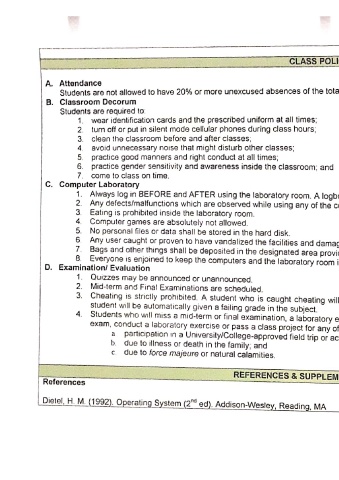 CLASS POLI
A. Attendance
Students are not allowed to have 20% or more unexcused absences of the tota
B. Classroom Decorum
Students are required to:
1. wear identification cards and the prescribed uniform at all times;
2. turn off or put in silent mode cellular phones during class hours;
3. clean the classroom before and after classes;
4. avoid unnecessary noise that might disturb other classes;
5. practice good manners and right conduct at all times;
6. practice gender sensitivity and awareness inside the classroom; and
7. come to class on time.
C. Computer Laboratory
1. Always log in BEFORE and AFTER using the laboratory room. A logb
2. Any defects/malfunctions which are observed while using any of the c
3. Eating is prohibited inside the laboratory room.
4. Computer games are absolutely not allowed.
5. No personal files or data shall be stored in the hard disk.
6. Any user caught or proven to have vandalized the facilities and damag
7. Bags and other things shall be deposited in the designated area provi
8. Everyone is enjoined to keep the computers and the laboratory room i
D. Examination/ Evaluation
1. Quizzes may be announced or unannounced.
2. Mid-term and Final Examinations are scheduled.
3. Cheating is strictly prohibited. A student who is caught cheating will
student will be automatically given a failing grade in the subject.
4. Students who will miss a mid-term or final examination, a laboratory e
exam, conduct a laboratory exercise or pass a class project for any of
a. participation in a University/College-approved field trip or ac
b. due to illness or death in the family; and
c. due to force majeure or natural calamities.
REFERENCES & SUPPLEM
References
Dietel, H. M. (1992). Operating System (2nd ed). Addison-Wesley, Reading, MA